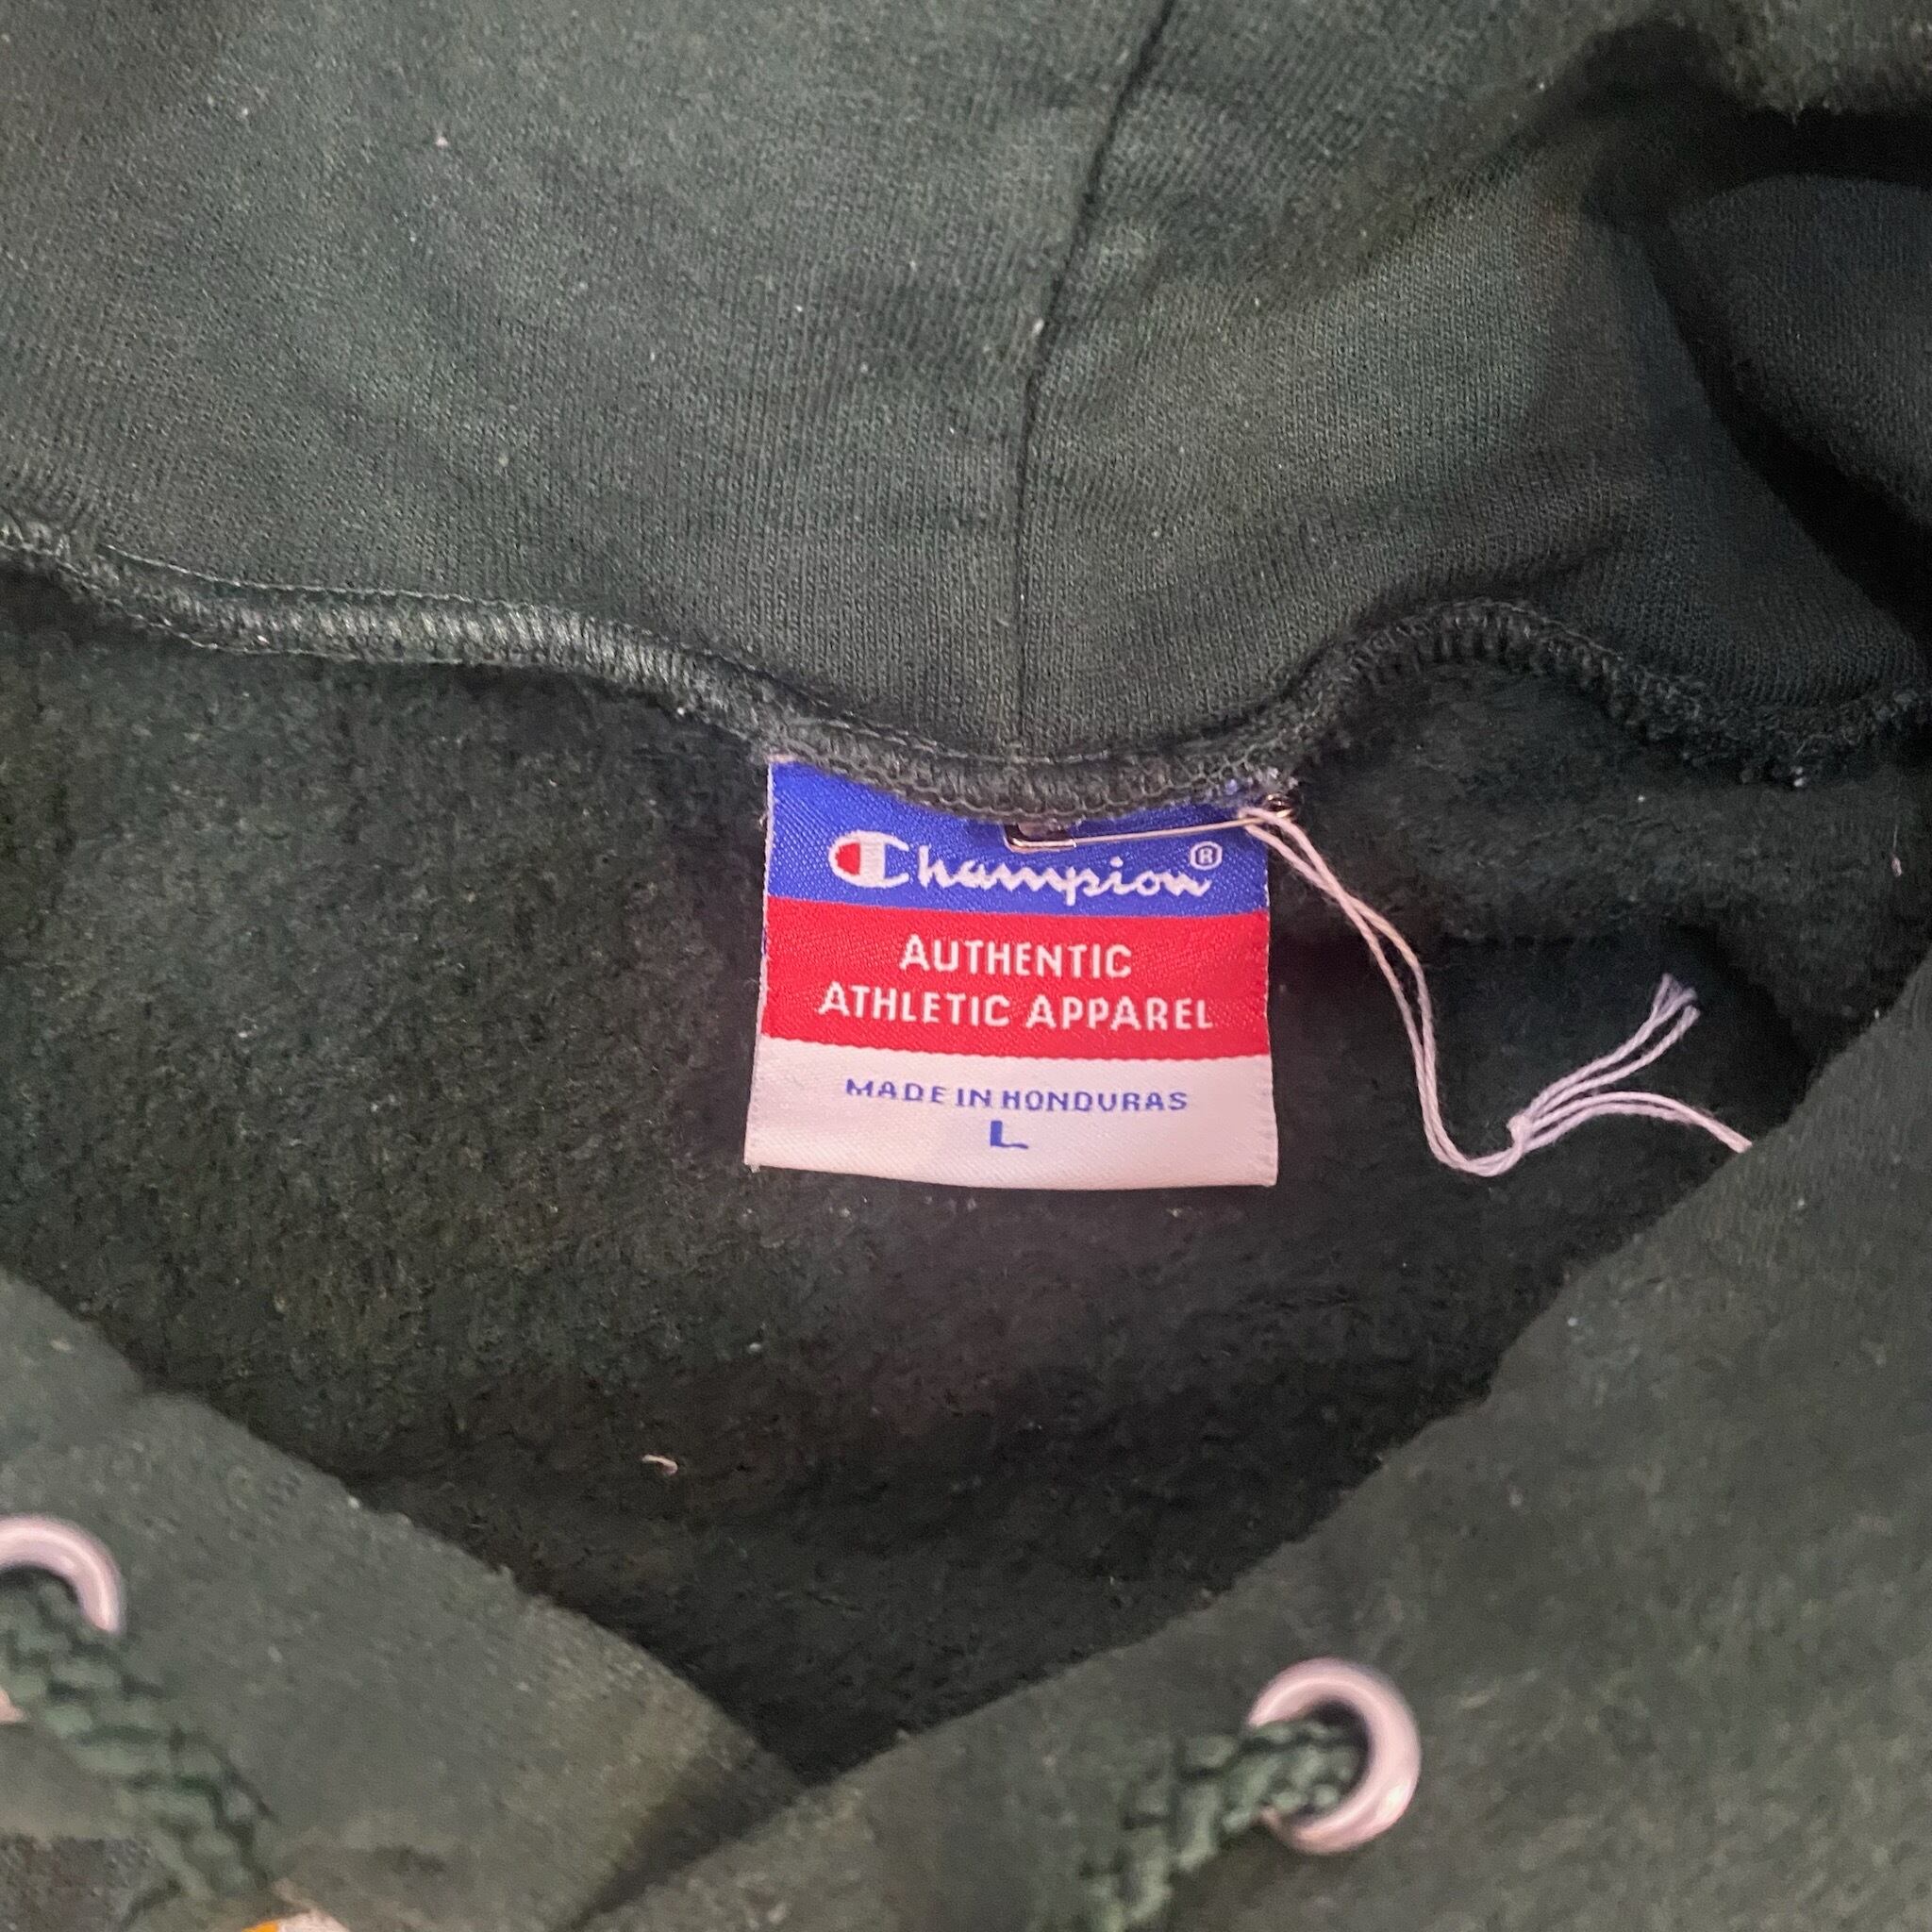 Champion®
AUTHENTIC
ATHLETIC APPAREL
MADE IN HONDURAS
L